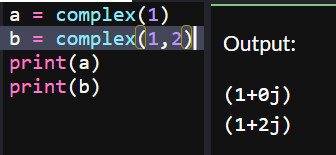 a = complex(1)
b = complex(1,2)
print(a)
print(b)
Output:
(1+0j)
(1+2j)